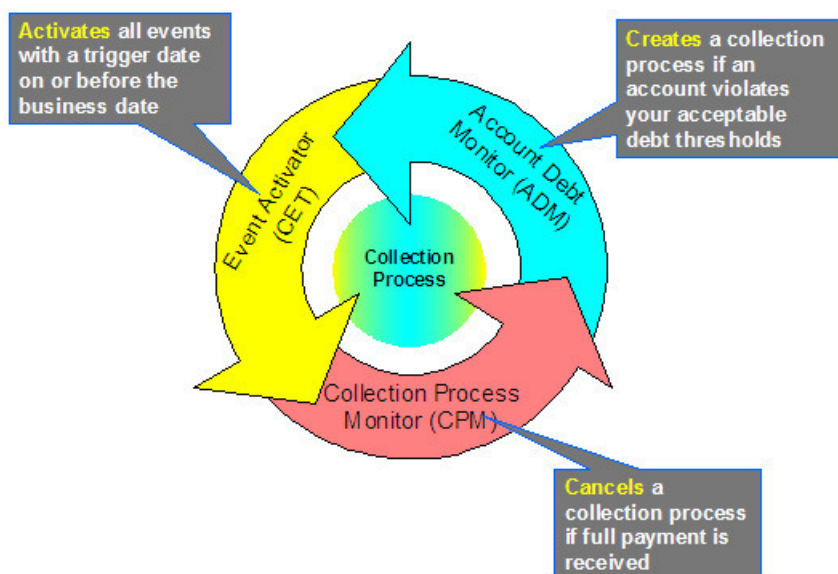 Activates all events
with a trigger date
on or before the
business date
Creates a collection
process if an
account violates
your acceptable
debt thresholds
Event Activator
(CET)
Account Debt
Monitor (ADM)
Collection
Process
Collection Process
Monitor (CPM)
Cancels a
collection process
if full payment is
received